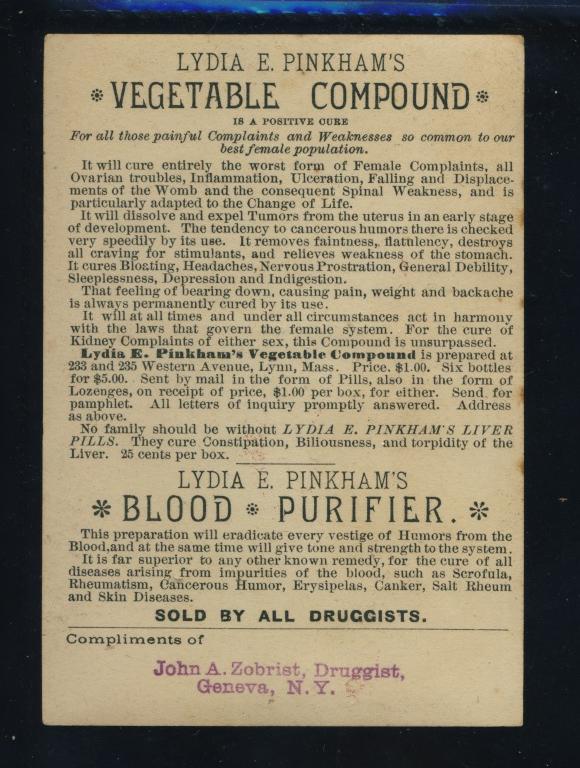 LYDIA E. PINKHAM'S
VEGETABLE COMPOUND
IS A POSITIVE CURE
For all those painful Complaints and Weaknesses so common to our
best female population.
It will cure entirely the worst form of Female Complaints, all
Ovarian troubles, Inflammation, Ulceration, Falling and Displace-
ments of the Womb and the consequent Spinal Weakness, and is
particularly adapted to the Change of Life.
It will dissolve and expel Tumors from the uterus in an early stage
of development. The tendency to cancerous humors there is checked
very speedily by its use. It removes faintness, flatulency, destroys
all craving for stimulants, and relieves weakness of the stomach.
It cures Bloating, Headaches, Nervous Prostration, General Debility,
Sleeplessness, Depression and Indigestion.
That feeling of bearing down, causing pain, weight and backache
is always permanently cured by its use.
It will at all times and under all circumstances act in harmony
with the laws that govern the female system. For the cure of
Kidney Complaints of either sex, this Compound is unsurpassed.
Lydia E. Pinkham's Vegetable Compound is prepared at
233 and 235 Western Avenue, Lynn, Mass. Price. $1.00. Six bottles
for $5.00. Sent by mail in the form of Pills, also in the form of
Lozenges, on receipt of price, $1.00 per box, for either. Send for
pamphlet. All letters of inquiry promptly answered. Address
as above.
No family should be without LYDIA E. PINKHAM'S LIVER
PILLS. They cure Constipation, Biliousness, and torpidity of the
Liver. 25 cents per box.
LYDIA E. PINKHAM'S
BLOOD PURIFIER.
This preparation will eradicate every vestige of Humors from the
Blood, and at the same time will give tone and strength to the system.
It is far superior to any other known remedy, for the cure of all
diseases arising from impurities of the blood, such as Scrofula,
Rheumatism, Cancerous Humor, Erysipelas, Canker, Salt Rheum
and Skin Diseases.
SOLD BY ALL DRUGGISTS.
Compliments of
John A. Zobrist, Druggist,
Geneva, N.Y.